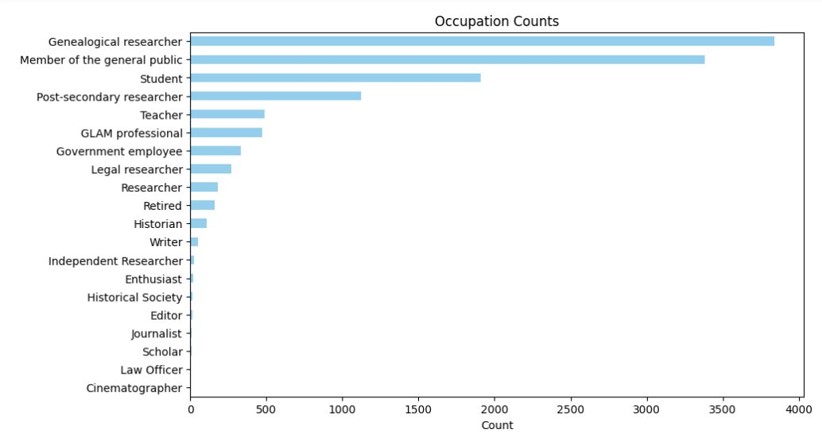 Occupation Counts
Genealogical researcher
Member of the general public
Student
Post-secondary researcher
Teacher
GLAM professional
Government employee
Legal researcher
Researcher
Retired
Historian
Writer
Independent Researcher
Enthusiast
Historical Society
Editor
Journalist
Scholar
Law Officer
Cinematographer
0 500 1000 1500 2000 2500 3000 3500 4000
Count